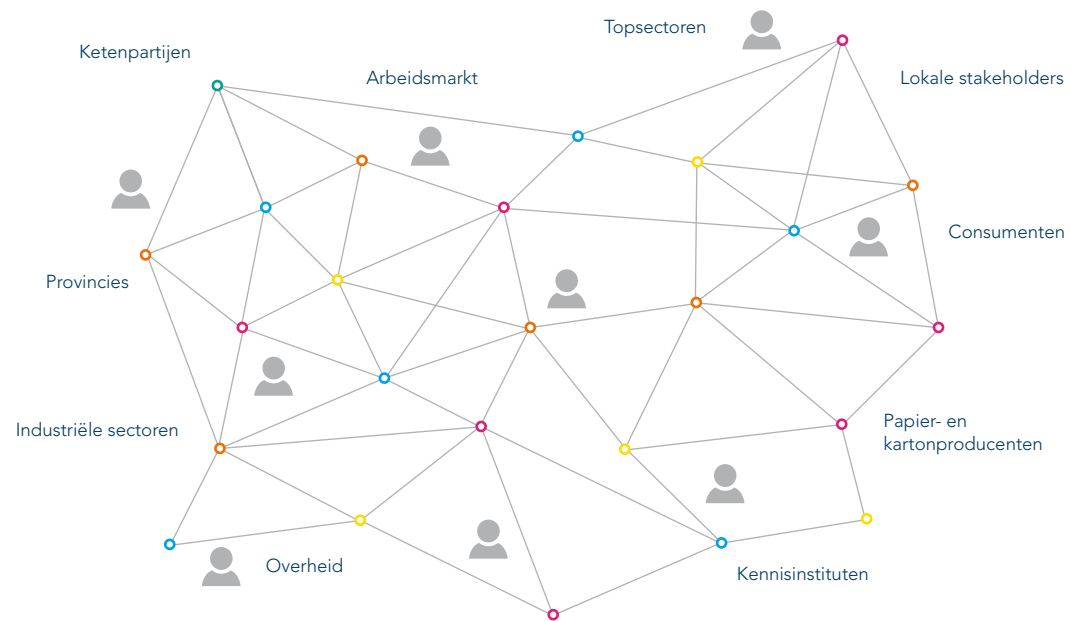 Topsectoren
Ketenpartijen
Arbeidsmarkt
Lokale stakeholders
Consumenten
Provincies
Papier- en
kartonproducenten
Industriële sectoren
Overheid
Kennisinstituten